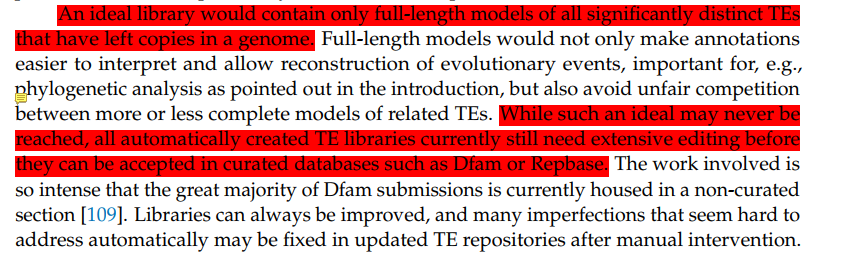 An ideal library would contain only full-length models of all significantly distinct TEs
that have left copies in a genome. Full-length models would not only make annotations
easier to interpret and allow reconstruction of evolutionary events, important for, e.g.,
phylogenetic analysis as pointed out in the introduction, but also avoid unfair competition
between more or less complete models of related TEs. While such an ideal may never be
reached, all automatically created TE libraries currently still need extensive editing before
they can be accepted in curated databases such as Dfam or Repbase. The work involved is
so intense that the great majority of Dfam submissions is currently housed in a non-curated
section [109]. Libraries can always be improved, and many imperfections that seem hard to
address automatically may be fixed in updated TE repositories after manual intervention.